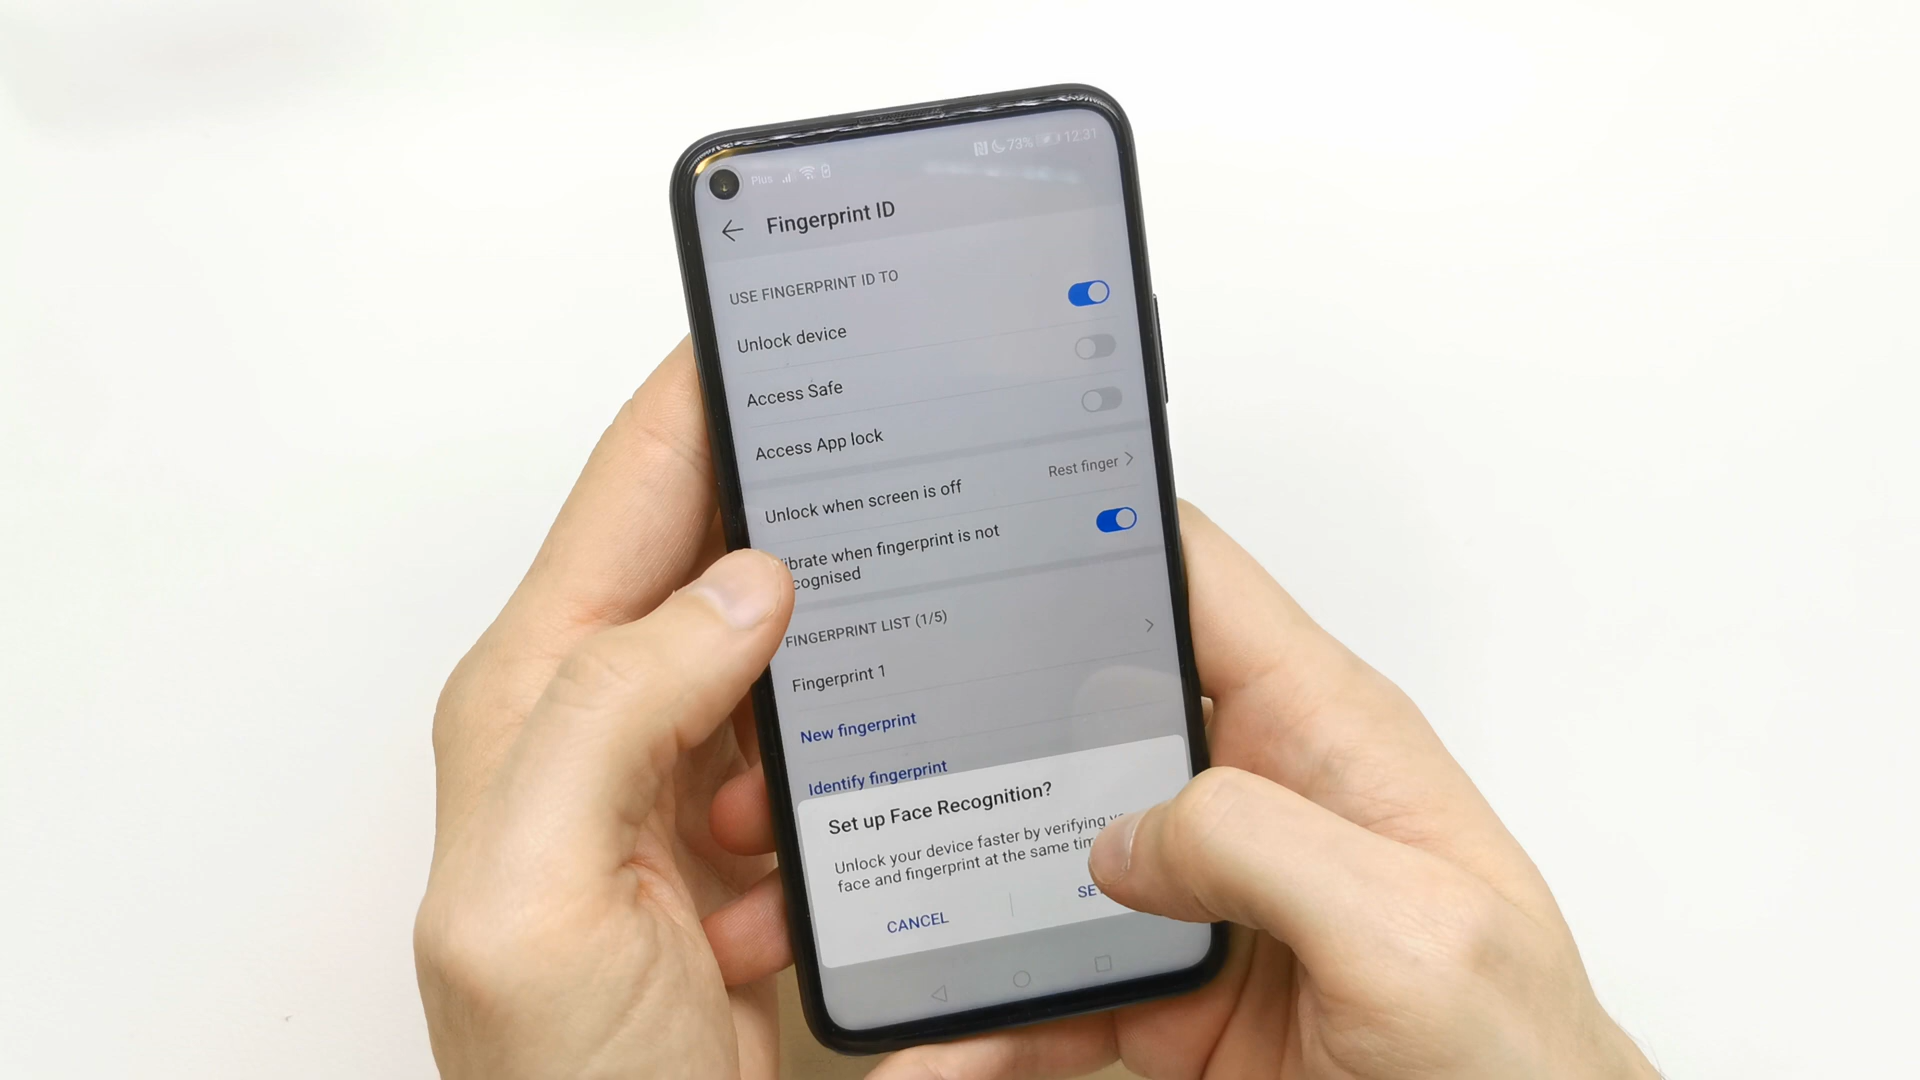 Plus 73% 12:31
Fingerprint ID
USE FINGERPRINT ID TO
Unlock device
Access Safe
Access App lock
Unlock when screen is off Rest finger
ibrate when fingerprint is not
cognised
FINGERPRINT LIST (1/5)
Fingerprint 1
New fingerprint
Identify fingerprint
Set up Face Recognition?
Unlock your device faster by verifying
face and fingerprint at the same tim
CANCEL SE